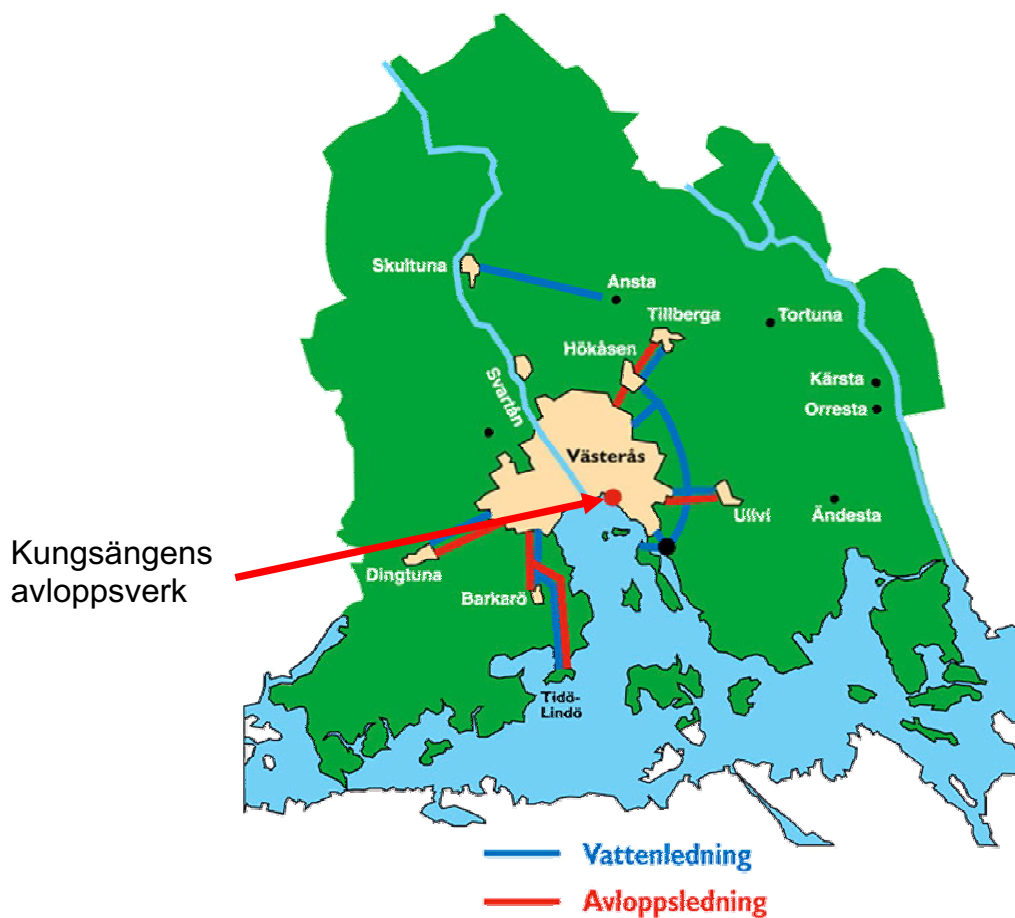 Skultuna
Ansta
Tillberga
Tortuna
Hökåsen
Kärsta
Orresta
Svartån
Västerås
Ullvi
Ändesta
Kungsängens
avloppsverk
Dingtuna
Barkarö
Tidö-
Lindö
Vattenledning
Avloppsledning